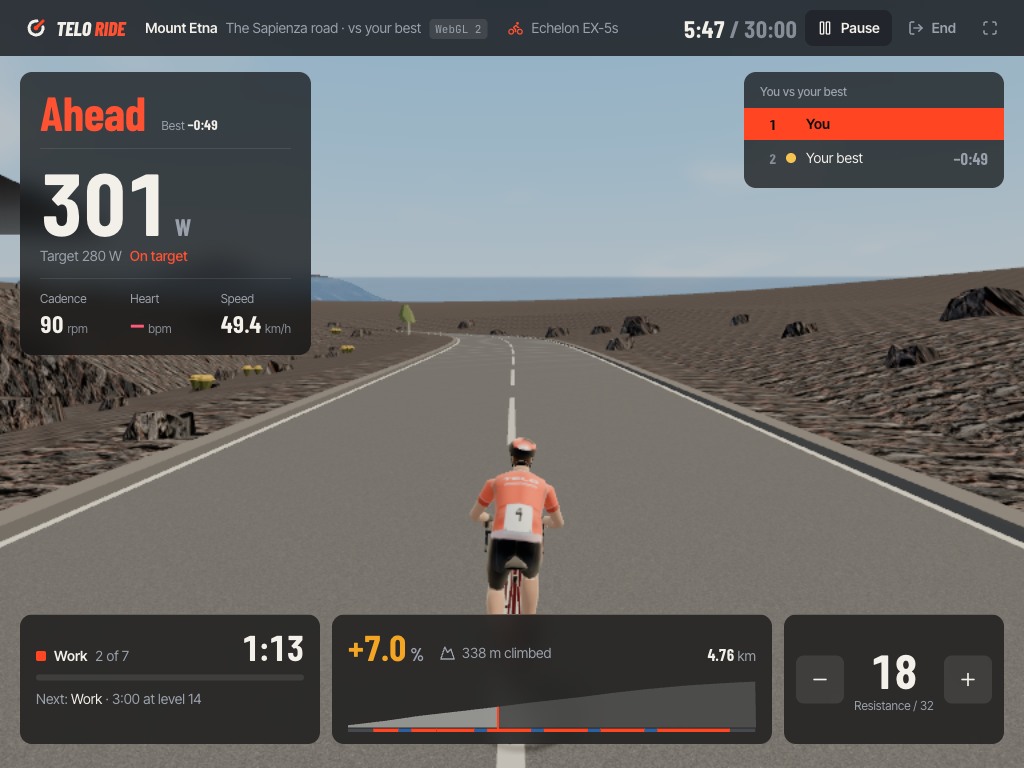 TELO RIDE
Mount Etna The Sapienza road · vs your best WebGL 2
Echelon EX-5s
5:47 / 30:00
Pause
End
Ahead Best −0:49
301 W
Target 280 W On target
Cadence Heart Speed
90 rpm – bpm 49.4 km/h
You vs your best
1 You
2 Your best −0:49
TELO
4
Work 2 of 7 1:13
Next: Work · 3:00 at level 14
+7.0 % 338 m climbed 4.76 km
− 18 +
Resistance / 32